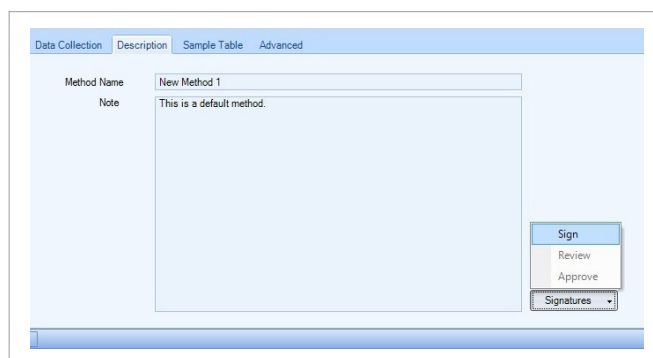 Data Collection Description Sample Table Advanced
Method Name New Method 1
Note This is a default method.
Sign
Review
Approve
Signatures